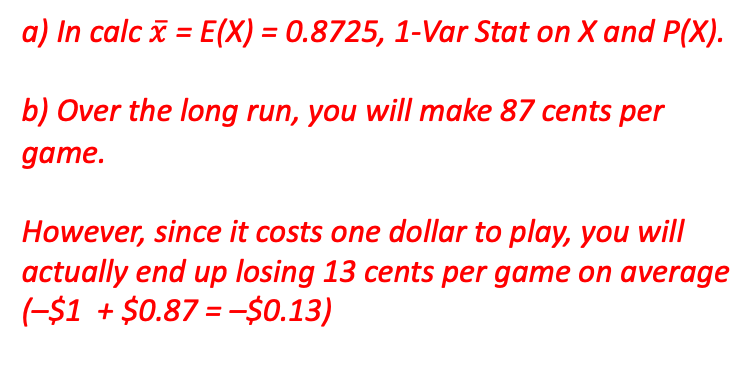 a) In calc x̄ = E(X) = 0.8725, 1-Var Stat on X and P(X).
b) Over the long run, you will make 87 cents per
game.
However, since it costs one dollar to play, you will
actually end up losing 13 cents per game on average
(–$1 + $0.87 = –$0.13)